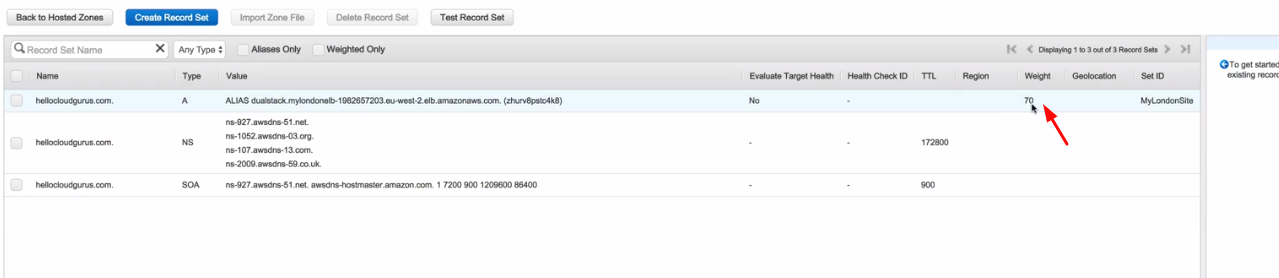 Back to Hosted Zones Create Record Set Import Zone File Delete Record Set Test Record Set
Record Set Name X Any Type Aliases Only Weighted Only Displaying 1 to 3 out of 3 Record Sets
To get started
existing recor
Name Type Value Evaluate Target Health Health Check ID TTL Region Weight Geolocation Set ID
hellocloudgurus.com. A ALIAS dualstack.mylondonelb-1982657203.eu-west-2.elb.amazonaws.com. (zhurv8pstc4k8) No - 70 MyLondonSite
ns-927.awsdns-51.net.
ns-1052.awsdns-03.org.
hellocloudgurus.com. NS - - 172800
ns-107.awsdns-13.com.
ns-2009.awsdns-59.co.uk.
hellocloudgurus.com. SOA ns-927.awsdns-51.net. awsdns-hostmaster.amazon.com. 1 7200 900 1209600 86400 - - 900